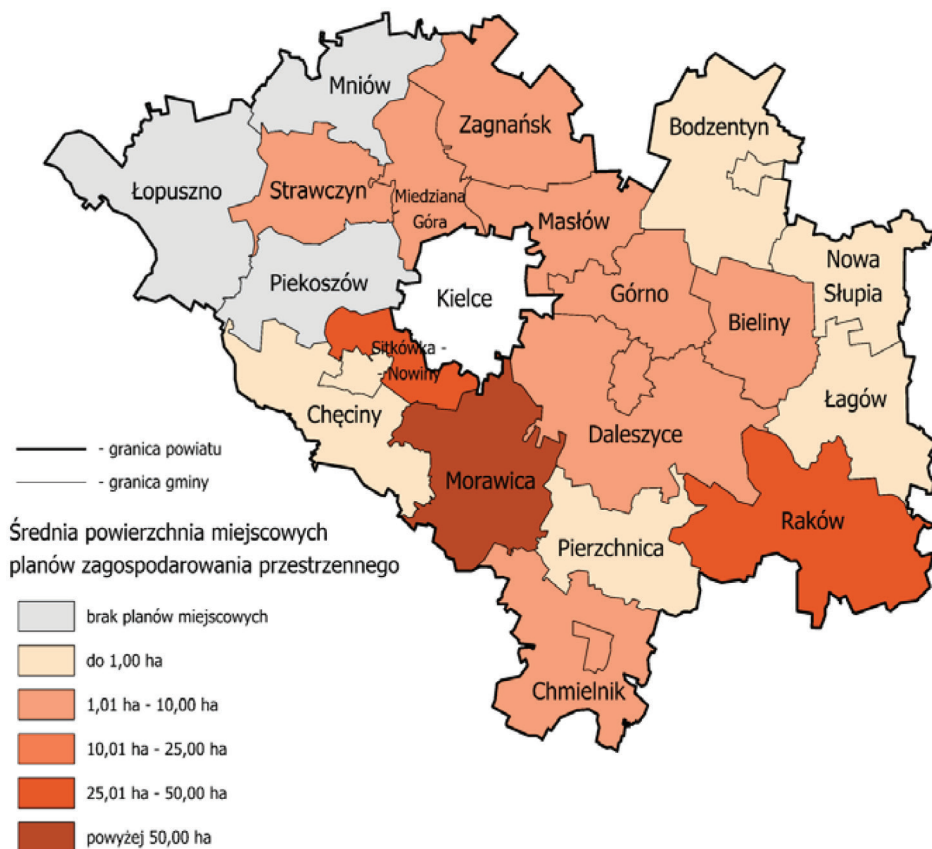 Mniów
Zagnańsk
Bodzentyn
Łopuszno
Strawczyn
Miedziana
Góra
Masłów
Nowa
Słupia
Piekoszów
Kielce
Górno
Bieliny
Sitkówka -
- Nowiny
Chęciny
Łagów
Daleszyce
Morawica
Raków
Pierzchnica
Chmielnik
- granica powiatu
- granica gminy
Średnia powierzchnia miejscowych
planów zagospodarowania przestrzennego
brak planów miejscowych
do 1,00 ha
1,01 ha - 10,00 ha
10,01 ha - 25,00 ha
25,01 ha - 50,00 ha
powyżej 50,00 ha